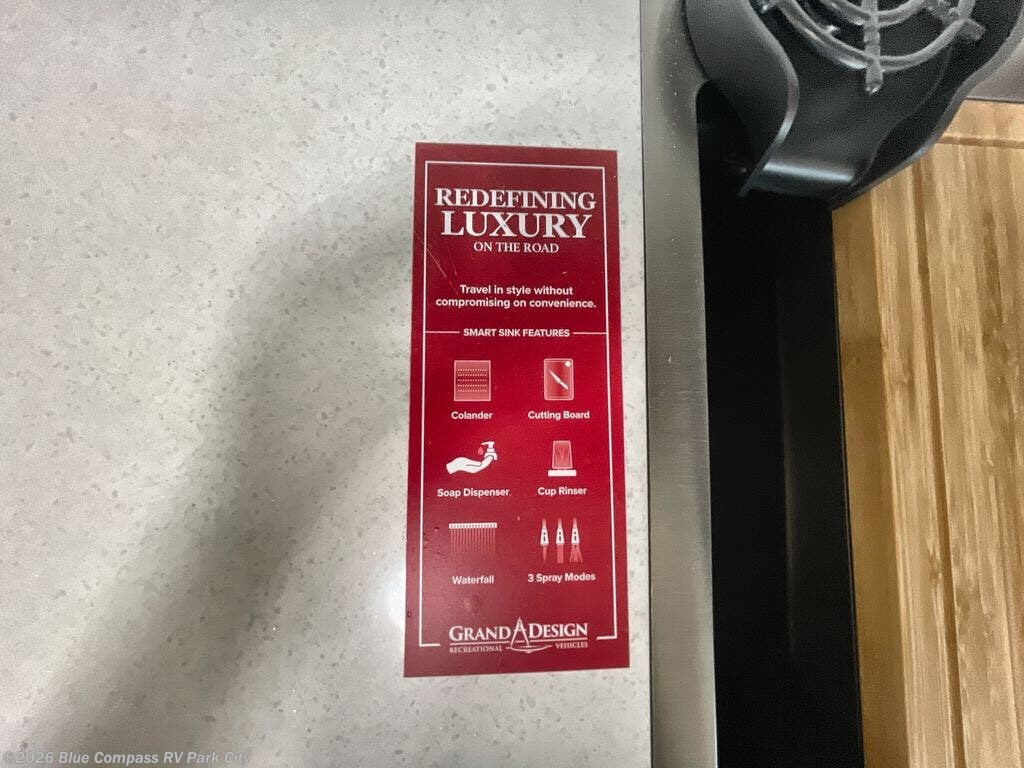 REDEFINING
LUXURY
ON THE ROAD
Travel in style without
compromising on convenience.
SMART SINK FEATURES
Colander
Cutting Board
Soap Dispenser
Cup Rinser
Waterfall
3 Spray Modes
GRAND DESIGN
RECREATIONAL VEHICLES
©2026 Blue Compass RV Park City